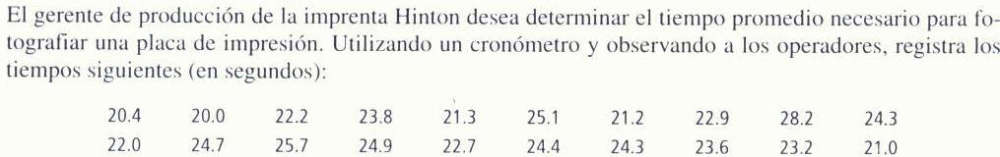 El gerente de producción de la imprenta Hinton desea determinar el tiempo promedio necesario para fo-
tografiar una placa de impresión. Utilizando un cronómetro y observando a los operadores, registra los
tiempos siguientes (en segundos):
20.4 20.0 22.2 23.8 21.3 25.1 21.2 22.9 28.2 24.3
22.0 24.7 25.7 24.9 22.7 24.4 24.3 23.6 23.2 21.0